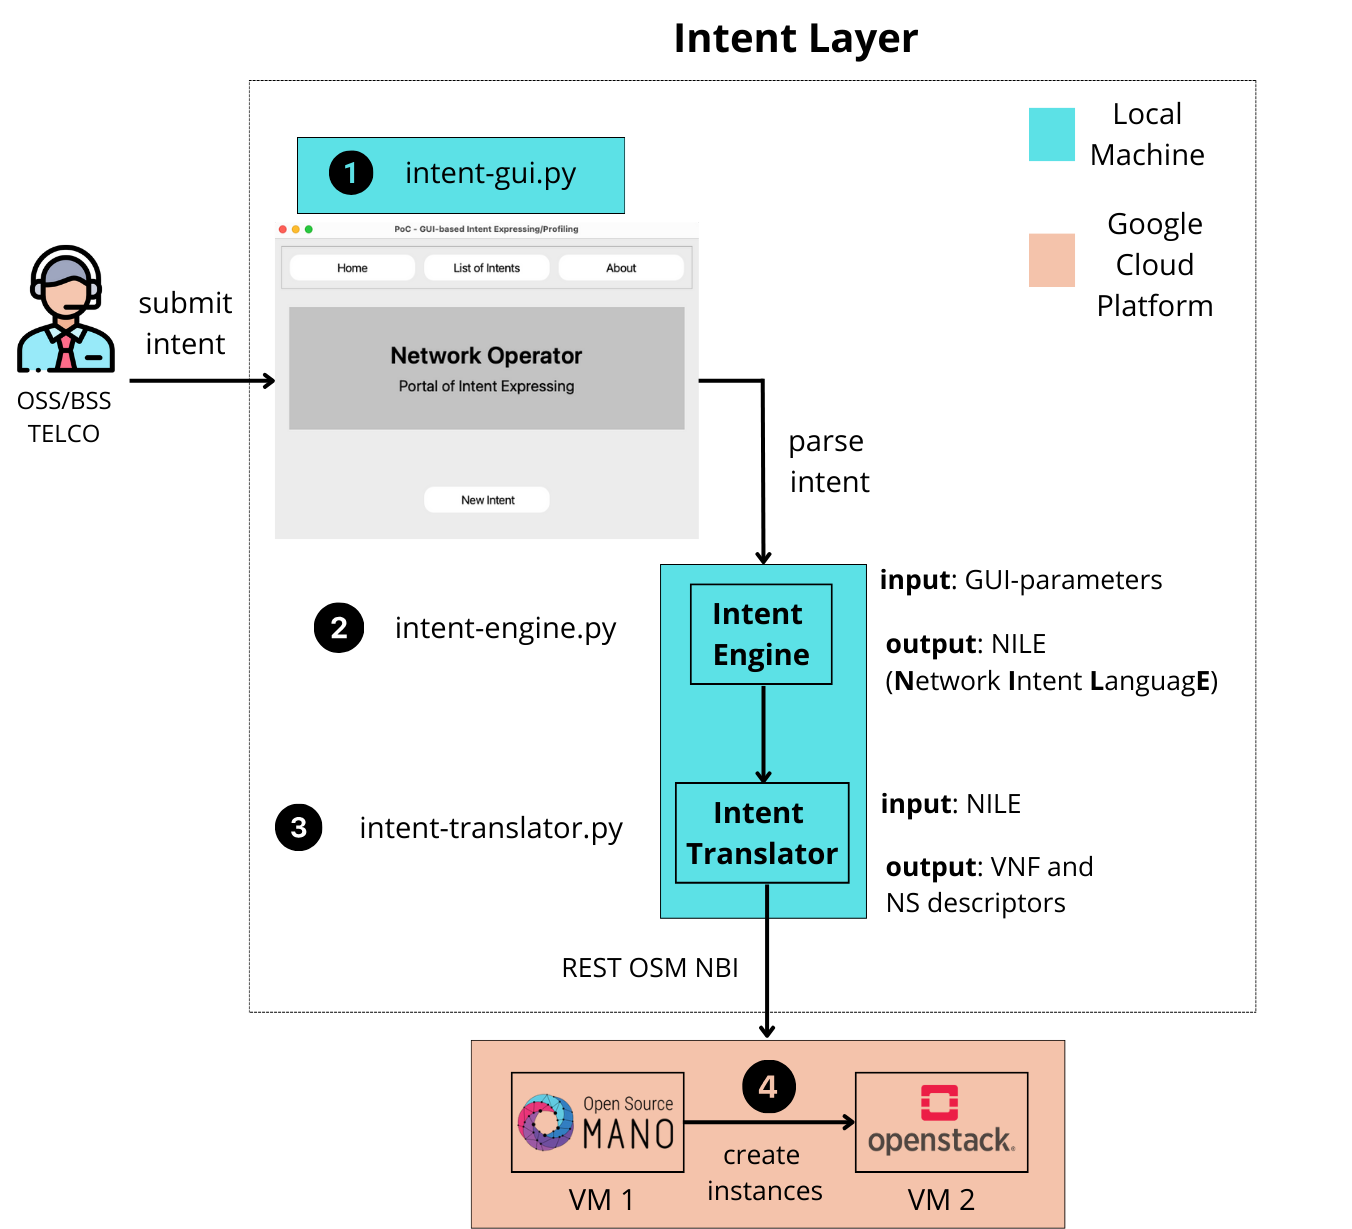 Intent Layer
Local
Machine
Google
Cloud
Platform
1 intent-gui.py
PoC - GUI-based Intent Expressing/Profiling
Home List of Intents About
Network Operator
Portal of Intent Expressing
New Intent
submit
intent
OSS/BSS
TELCO
parse
intent
2 intent-engine.py
Intent
Engine
input: GUI-parameters
output: NILE
(Network Intent LanguagE)
3 intent-translator.py
Intent
Translator
input: NILE
output: VNF and
NS descriptors
REST OSM NBI
4
Open Source
MANO
openstack.
create
instances
VM 1
VM 2